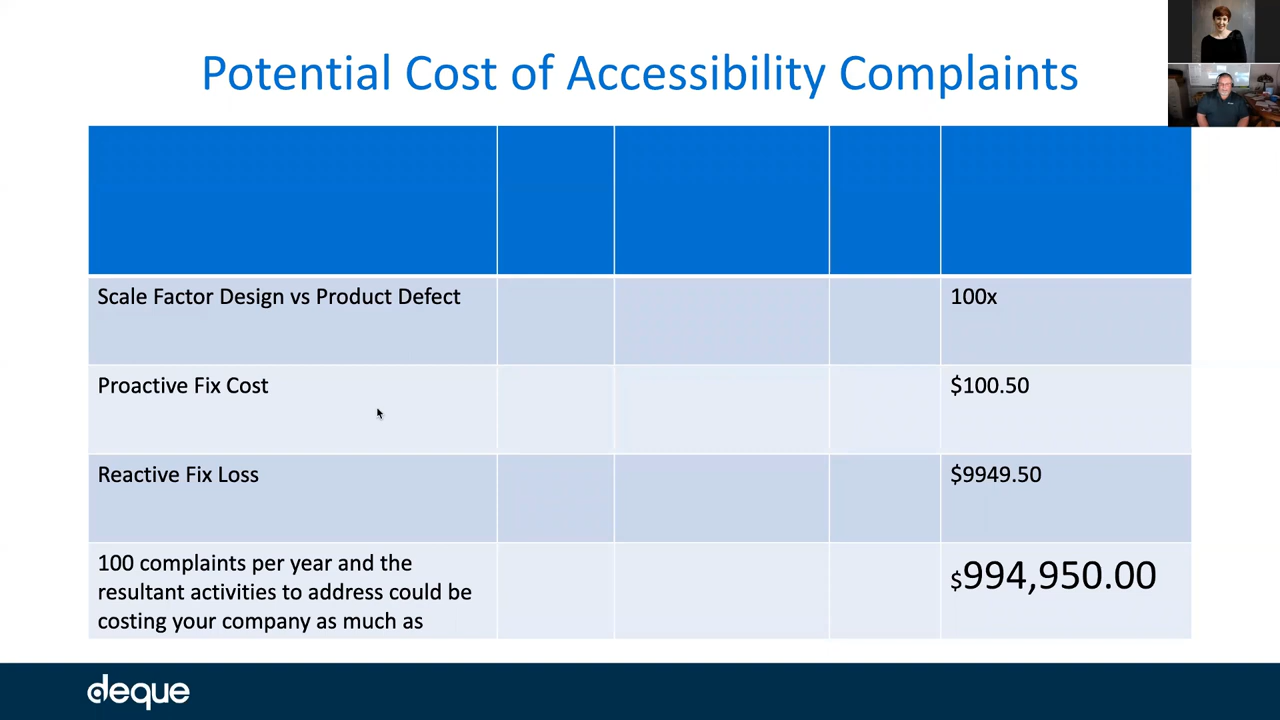 Potential Cost of Accessibility Complaints
Scale Factor Design vs Product Defect
100x
Proactive Fix Cost
$100.50
Reactive Fix Loss
$9949.50
100 complaints per year and the
resultant activities to address could be
costing your company as much as
$994,950.00
deque